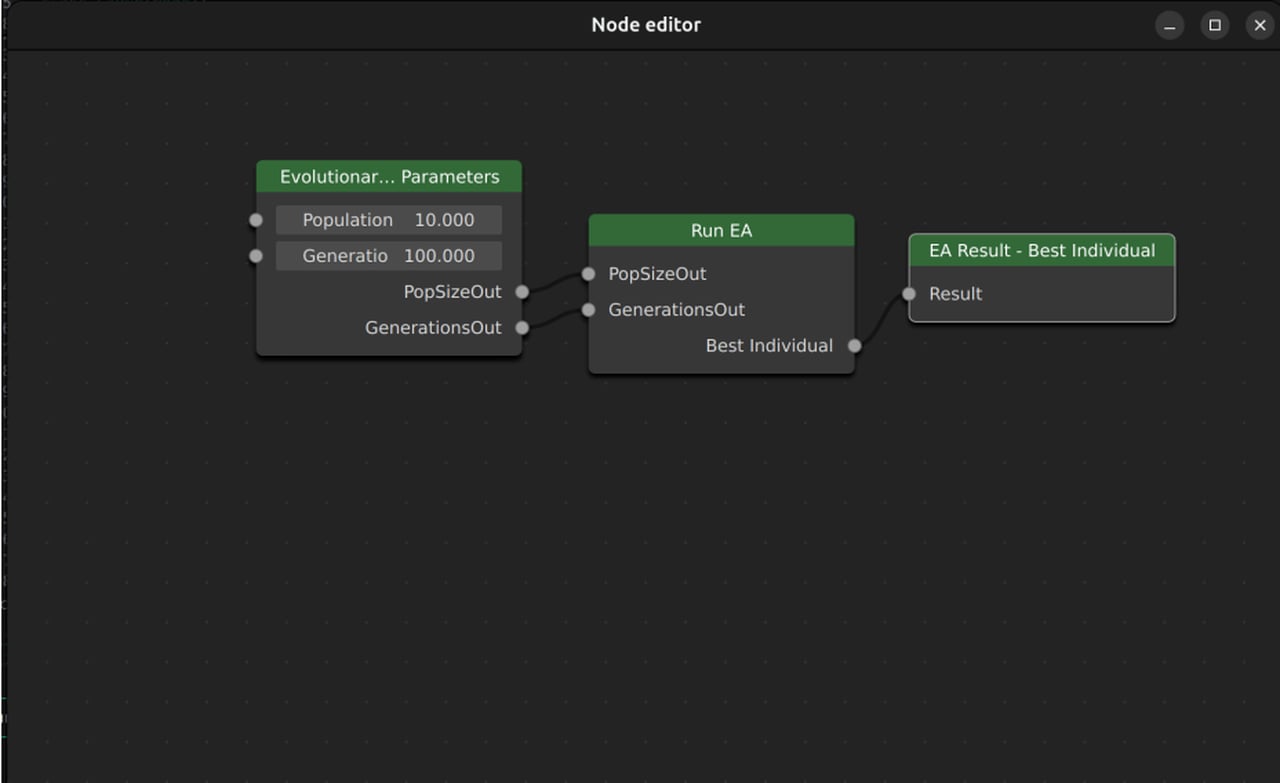 Node editor
Evolutionar... Parameters
Population 10.000
Generatio 100.000
PopSizeOut
GenerationsOut
Run EA
PopSizeOut
GenerationsOut
Best Individual
EA Result - Best Individual
Result